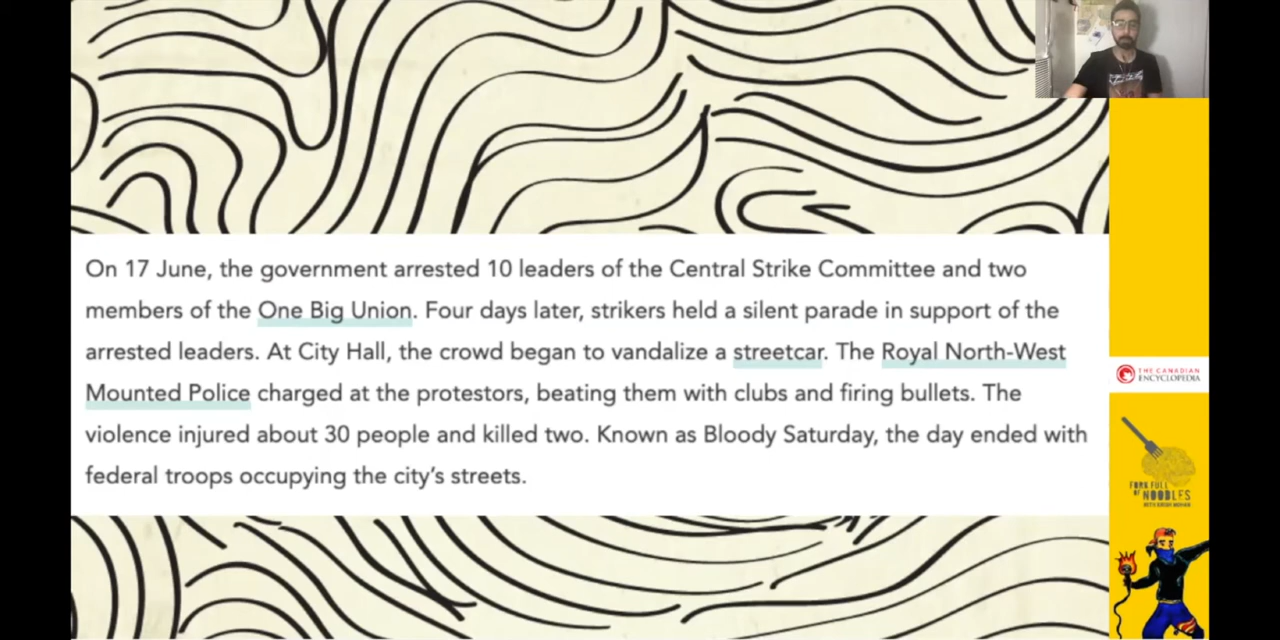 On 17 June, the government arrested 10 leaders of the Central Strike Committee and two
members of the One Big Union. Four days later, strikers held a silent parade in support of the
arrested leaders. At City Hall, the crowd began to vandalize a streetcar. The Royal North-West
Mounted Police charged at the protestors, beating them with clubs and firing bullets. The
violence injured about 30 people and killed two. Known as Bloody Saturday, the day ended with
federal troops occupying the city's streets.
THE CANADIAN
ENCYCLOPEDIA
FORK FULL
OF NOODLES